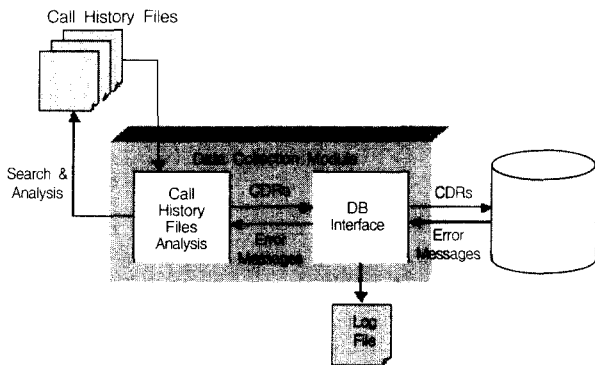 Call History Files
Data Collection Module
Search &
Analysis
Call
History
Files
Analysis
CDRs
Error
Messages
DB
Interface
CDRs
Error
Messages
Log
File